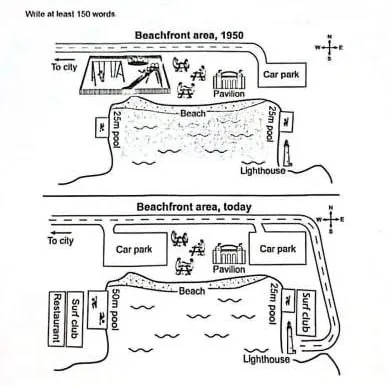 Write at least 150 words.
Beachfront area, 1950
N
W E
S
To city
Car park
Pavilion
Beach
25m pool
25m pool
Lighthouse
Beachfront area, today
N
W E
S
To city
Car park
Car park
Pavilion
Beach
Restaurant
Surf club
50m pool
25m pool
Surf club
Lighthouse